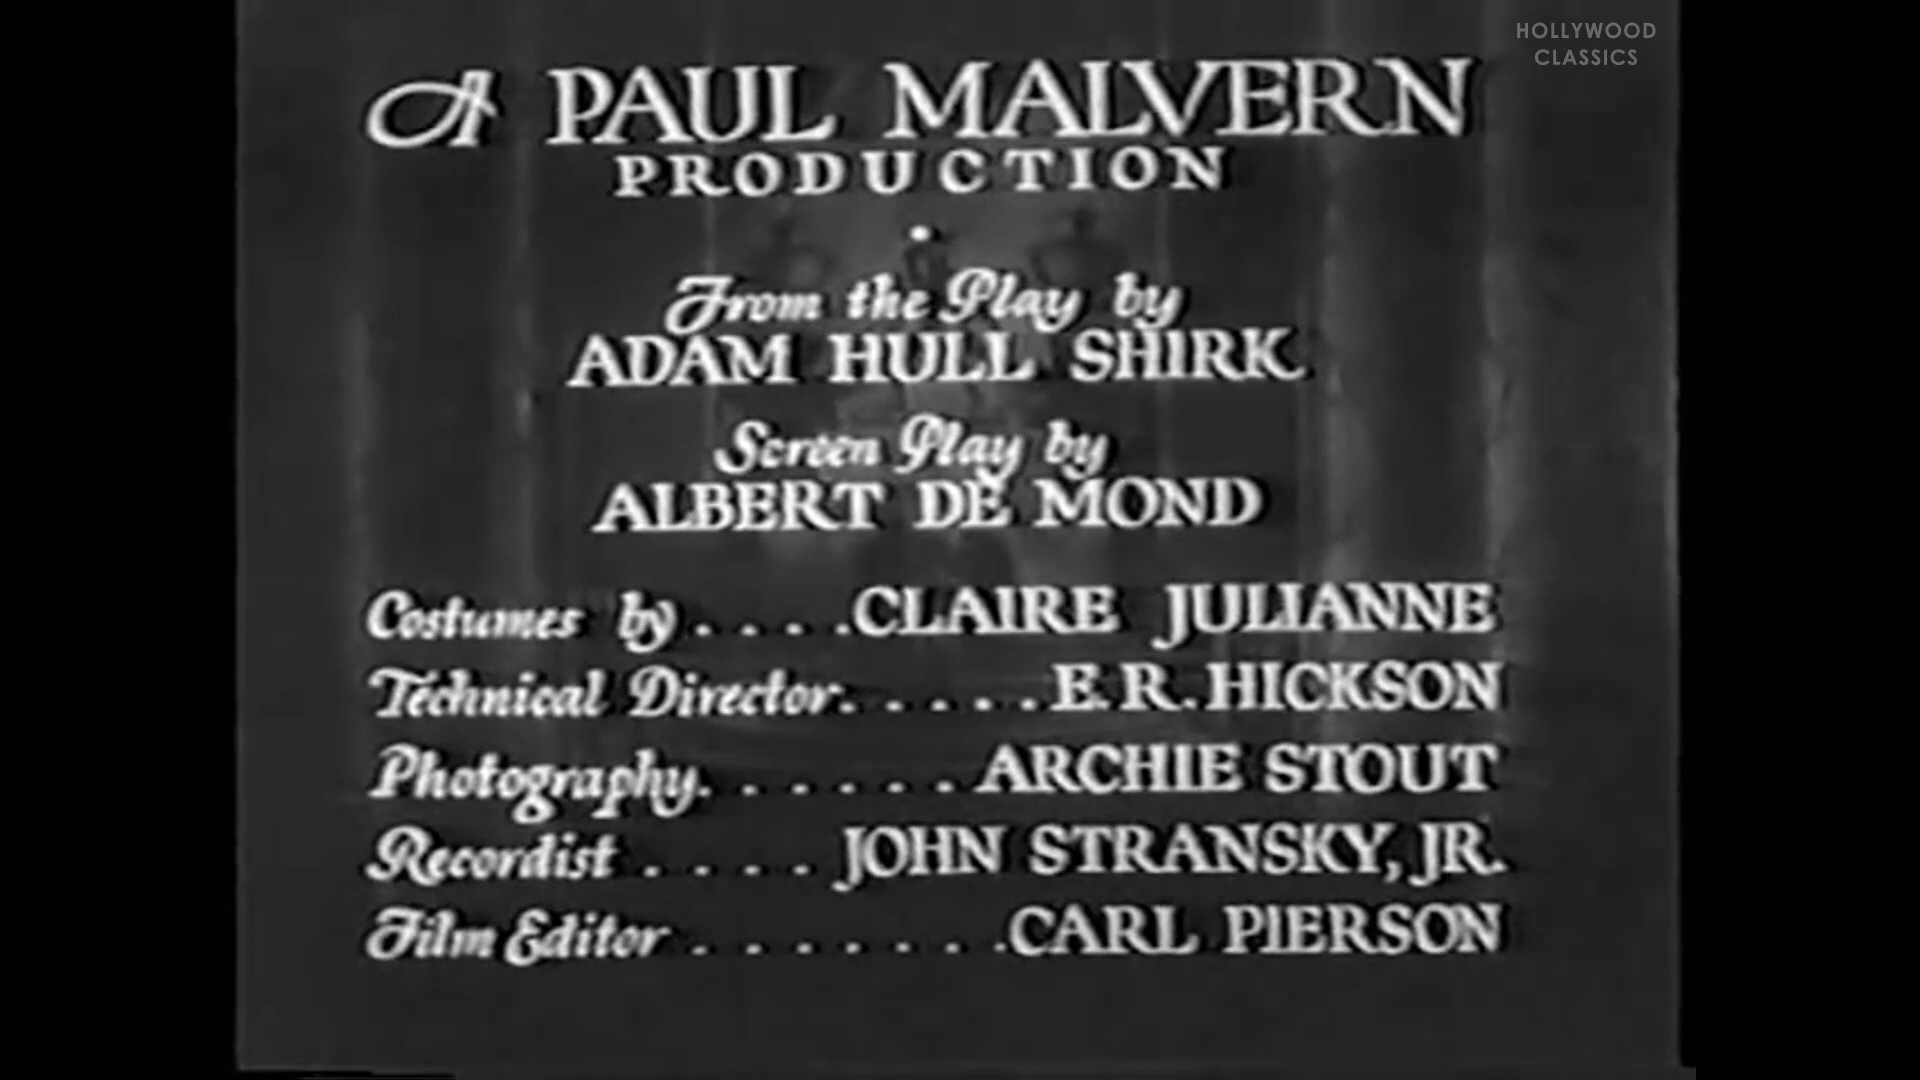 HOLLYWOOD
CLASSICS
A PAUL MALVERN
PRODUCTION
From the Play by
ADAM HULL SHIRK
Screen Play by
ALBERT DE MOND
Costumes by . . . . CLAIRE JULIANNE
Technical Director. . . . . . E. R. HICKSON
Photography. . . . . . . ARCHIE STOUT
Recordist . . . . JOHN STRANSKY, JR.
Film Editor . . . . . . . CARL PIERSON